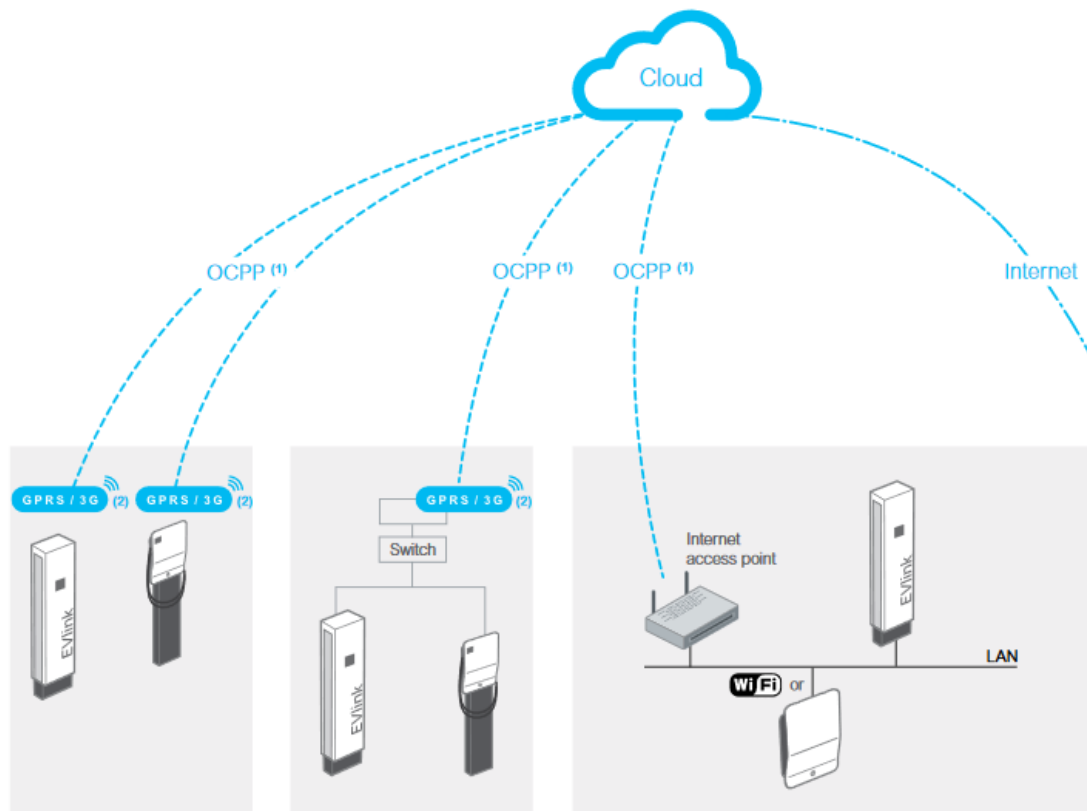 Cloud
OCPP (1)
OCPP (1)
OCPP (1)
Internet
GPRS / 3G (2)
GPRS / 3G (2)
GPRS / 3G (2)
Switch
Internet
access point
EVlink
EVlink
EVlink
LAN
WiFi or